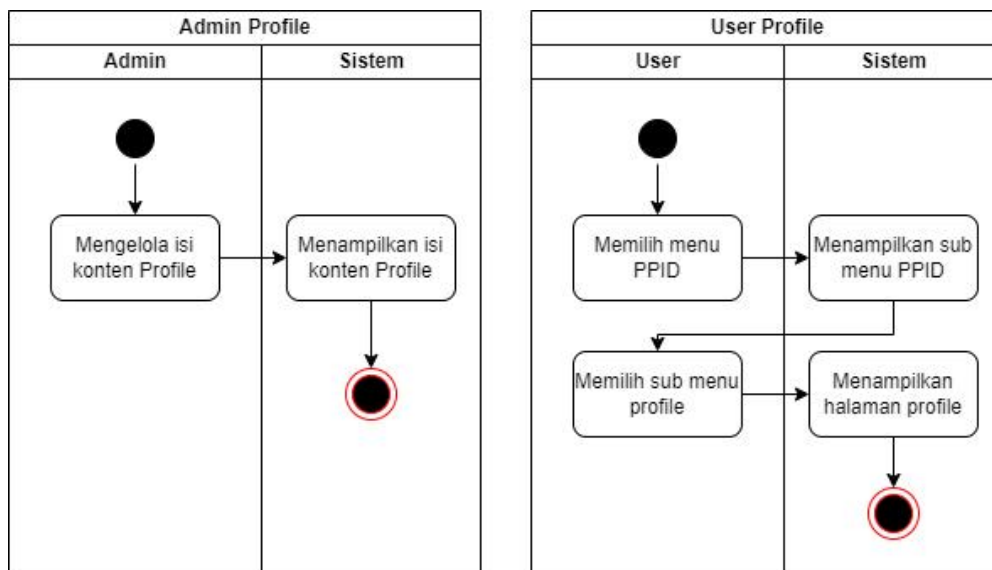 Admin Profile
Admin
Sistem
Mengelola isi
konten Profile
Menampilkan isi
konten Profile
User Profile
User
Sistem
Memilih menu
PPID
Menampilkan sub
menu PPID
Memilih sub menu
profile
Menampilkan
halaman profile